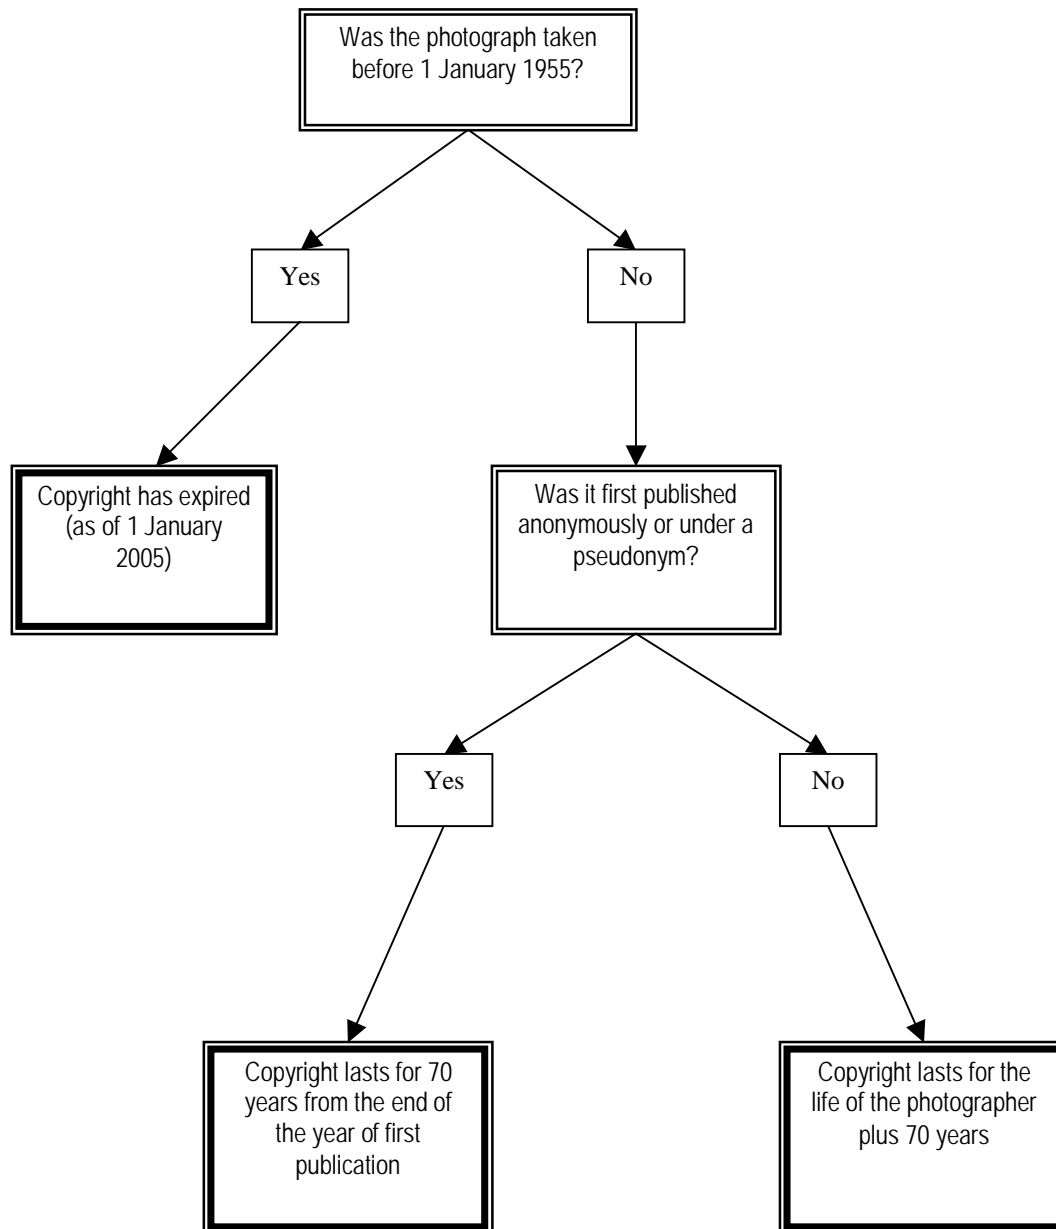 Was the photograph taken
before 1 January 1955?
Yes
No
Copyright has expired
(as of 1 January
2005)
Was it first published
anonymously or under a
pseudonym?
Yes
No
Copyright lasts for 70
years from the end of
the year of first
publication
Copyright lasts for the
life of the photographer
plus 70 years